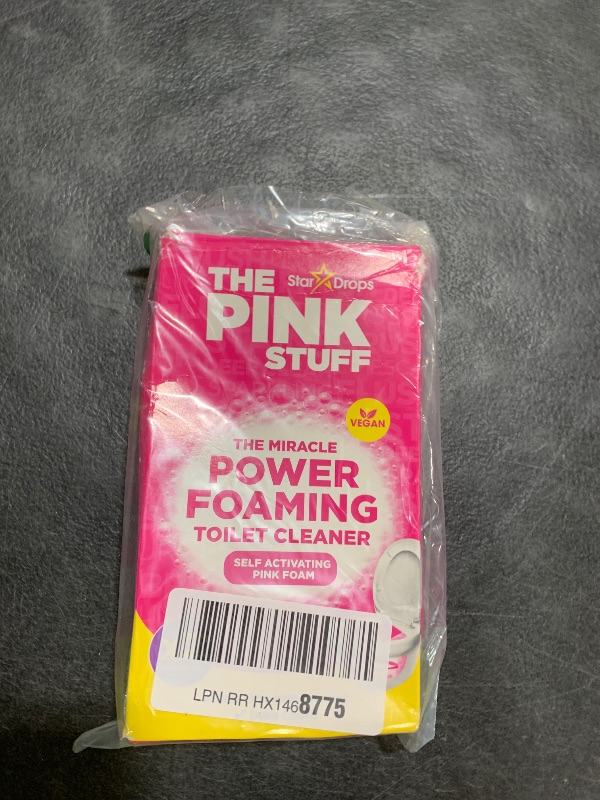 THE Star Drops
PINK
STUFF
VEGAN
THE MIRACLE
POWER
FOAMING
TOILET CLEANER
SELF ACTIVATING
PINK FOAM
LPN RR HX1468775